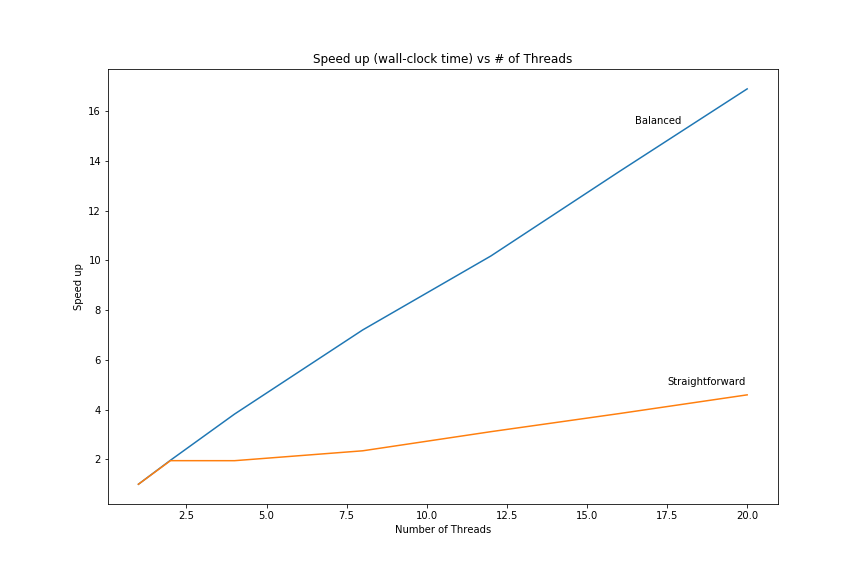 Speed up (wall-clock time) vs # of Threads
Speed up
16
14
12
10
8
6
4
2
Balanced
Straightforward
2.5 5.0 7.5 10.0 12.5 15.0 17.5 20.0
Number of Threads